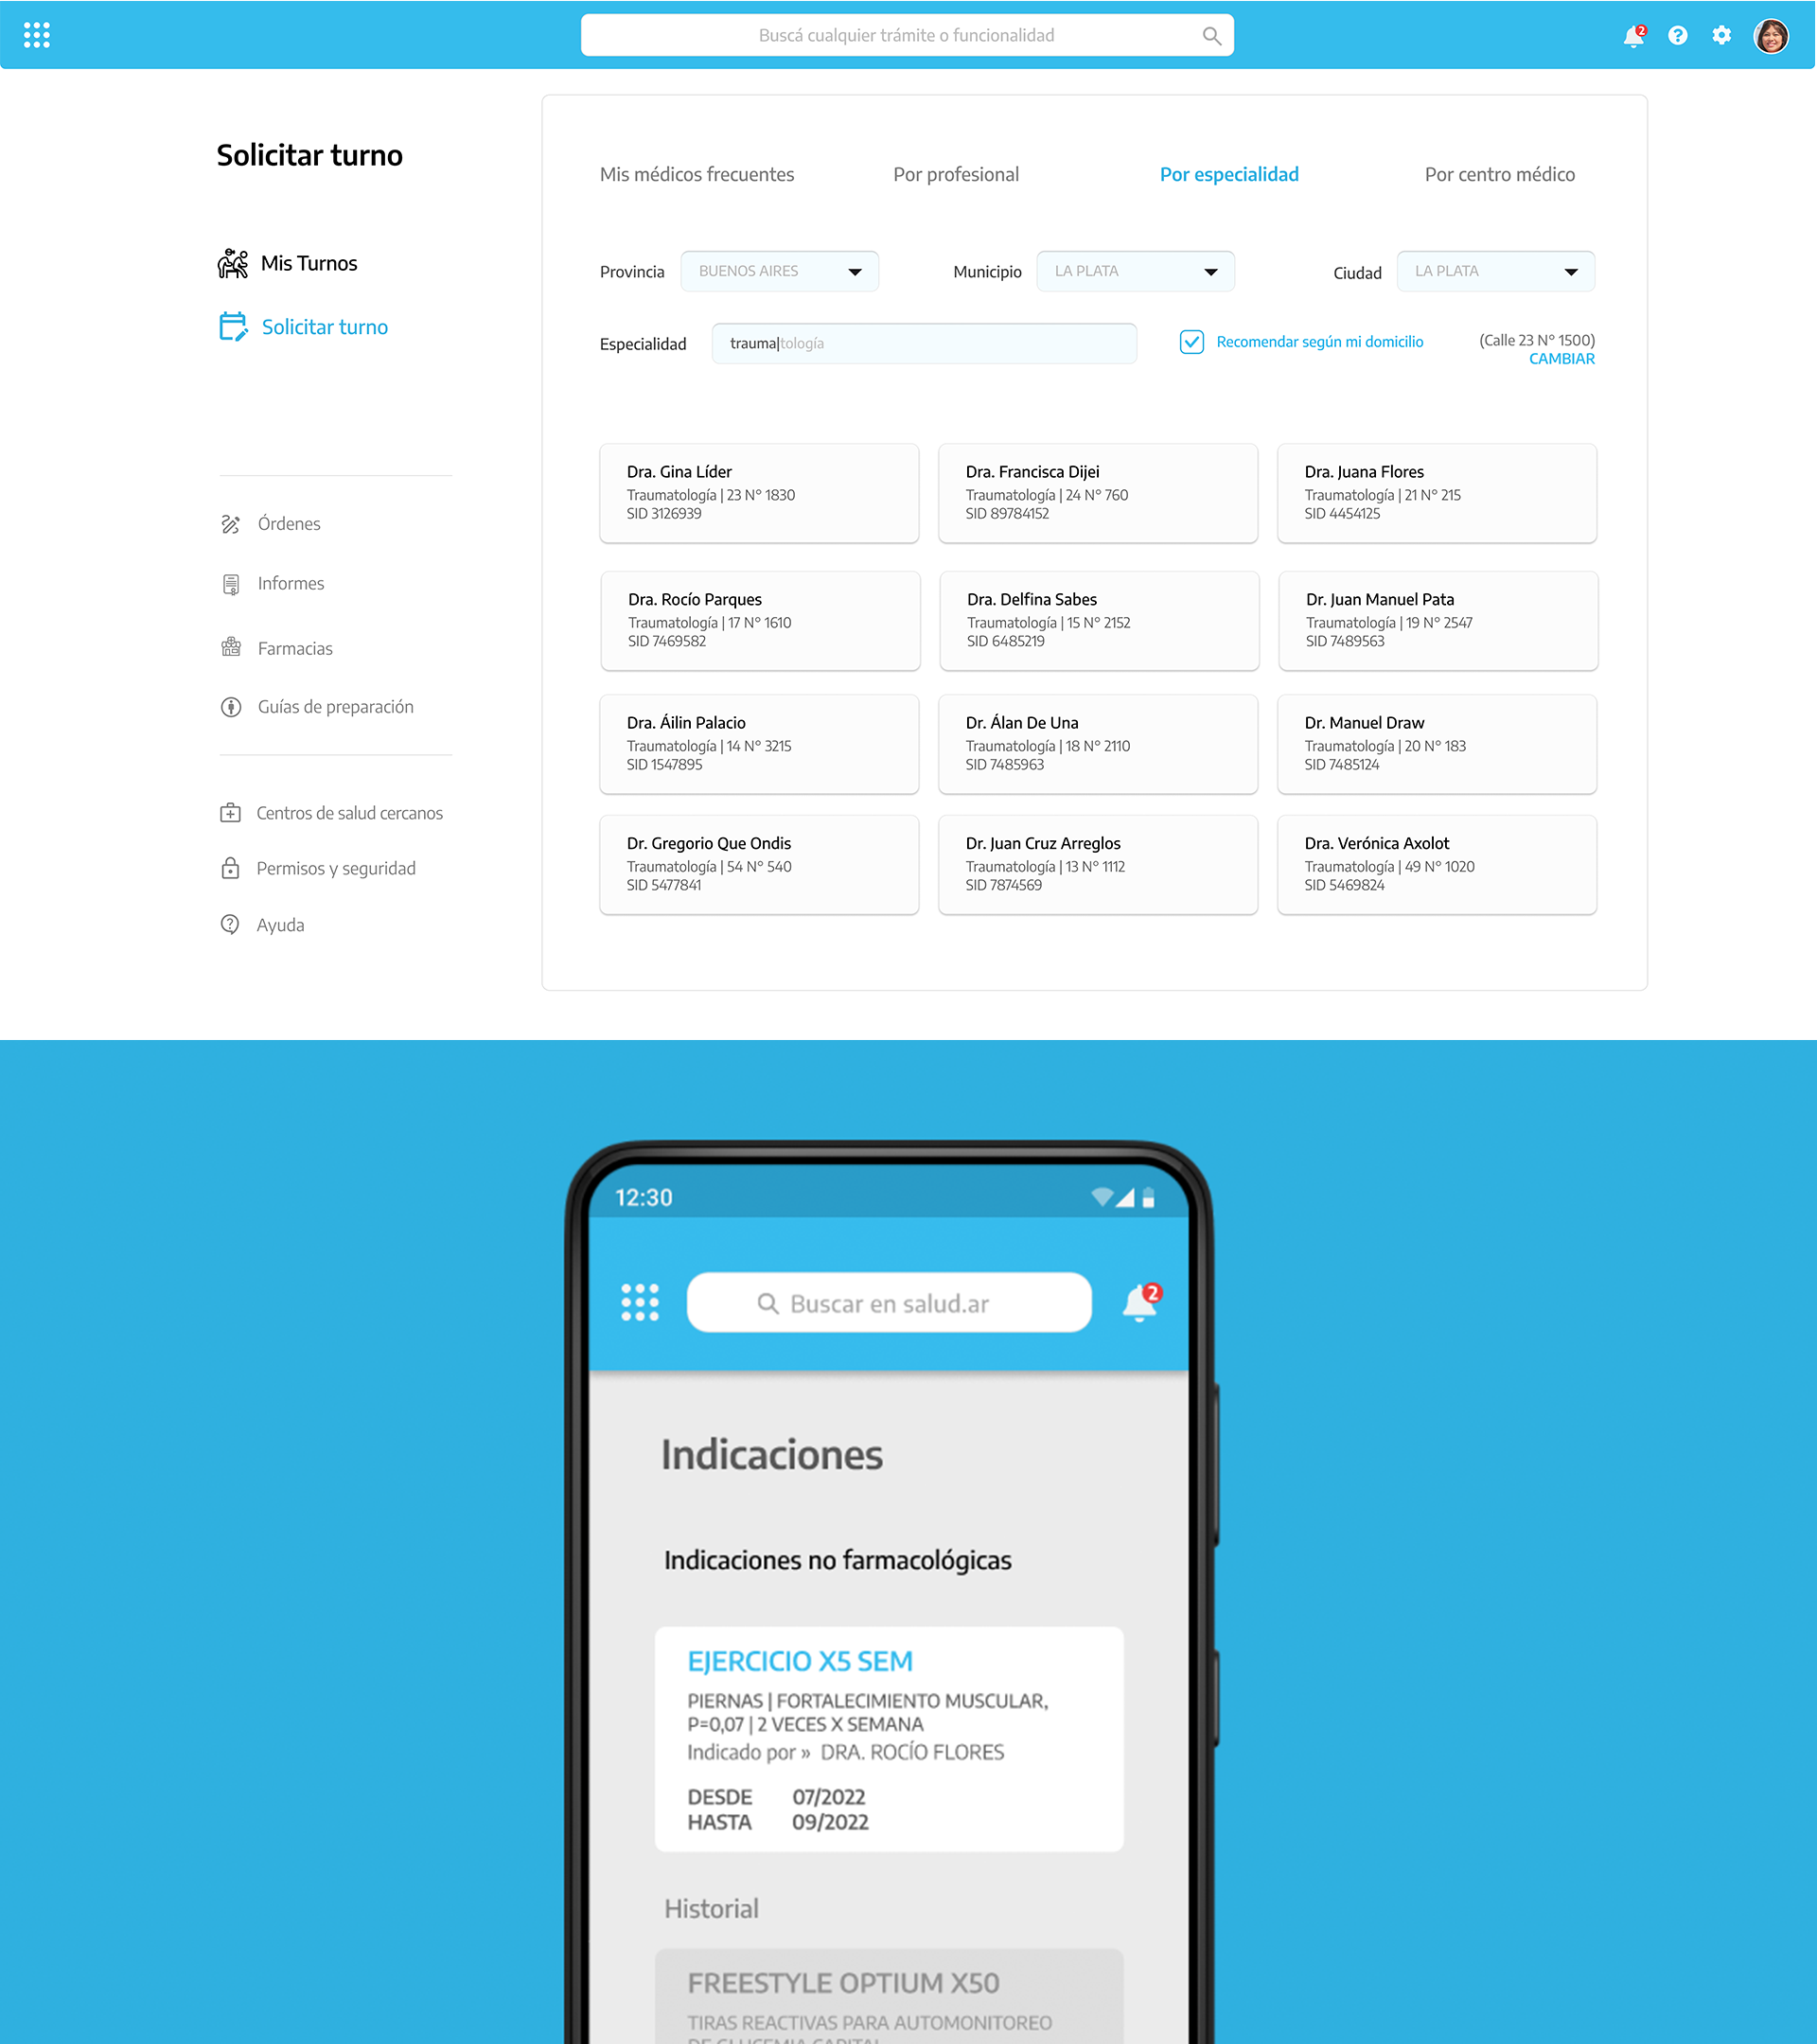 Buscá cualquier trámite o funcionalidad
2
Solicitar turno
Mis Turnos
Solicitar turno
Órdenes
Informes
Farmacias
Guías de preparación
Centros de salud cercanos
Permisos y seguridad
Ayuda
Mis médicos frecuentes
Por profesional
Por especialidad
Por centro médico
Provincia BUENOS AIRES
Municipio LA PLATA
Ciudad LA PLATA
Especialidad trauma|tología
Recomendar según mi domicilio
(Calle 23 N° 1500)
CAMBIAR
Dra. Gina Líder
Traumatología | 23 N° 1830
SID 3126939
Dra. Francisca Dijei
Traumatología | 24 N° 760
SID 89784152
Dra. Juana Flores
Traumatología | 21 N° 215
SID 4454125
Dra. Rocío Parques
Traumatología | 17 N° 1610
SID 7469582
Dra. Delfina Sabes
Traumatología | 15 N° 2152
SID 6485219
Dr. Juan Manuel Pata
Traumatología | 19 N° 2547
SID 7489563
Dra. Áilin Palacio
Traumatología | 14 N° 3215
SID 1547895
Dr. Álan De Una
Traumatología | 18 N° 2110
SID 7485963
Dr. Manuel Draw
Traumatología | 20 N° 183
SID 7485124
Dr. Gregorio Que Ondis
Traumatología | 54 N° 540
SID 5477841
Dr. Juan Cruz Arreglos
Traumatología | 13 N° 1112
SID 7874569
Dra. Verónica Axolot
Traumatología | 49 N° 1020
SID 5469824
12:30
Buscar en salud.ar
2
Indicaciones
Indicaciones no farmacológicas
EJERCICIO X5 SEM
PIERNAS | FORTALECIMIENTO MUSCULAR,
P=0,07 | 2 VECES X SEMANA
Indicado por » DRA. ROCÍO FLORES
DESDE 07/2022
HASTA 09/2022
Historial
FREESTYLE OPTIUM X50
TIRAS REACTIVAS PARA AUTOMONITOREO